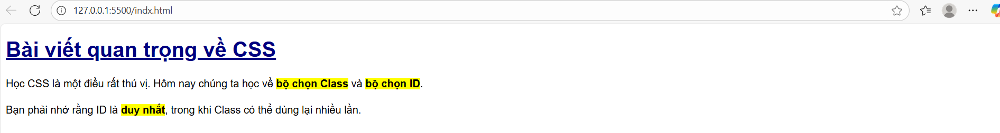 127.0.0.1:5500/indx.html
Bài viết quan trọng về CSS
Học CSS là một điều rất thú vị. Hôm nay chúng ta học về bộ chọn Class và bộ chọn ID.
Bạn phải nhớ rằng ID là duy nhất, trong khi Class có thể dùng lại nhiều lần.